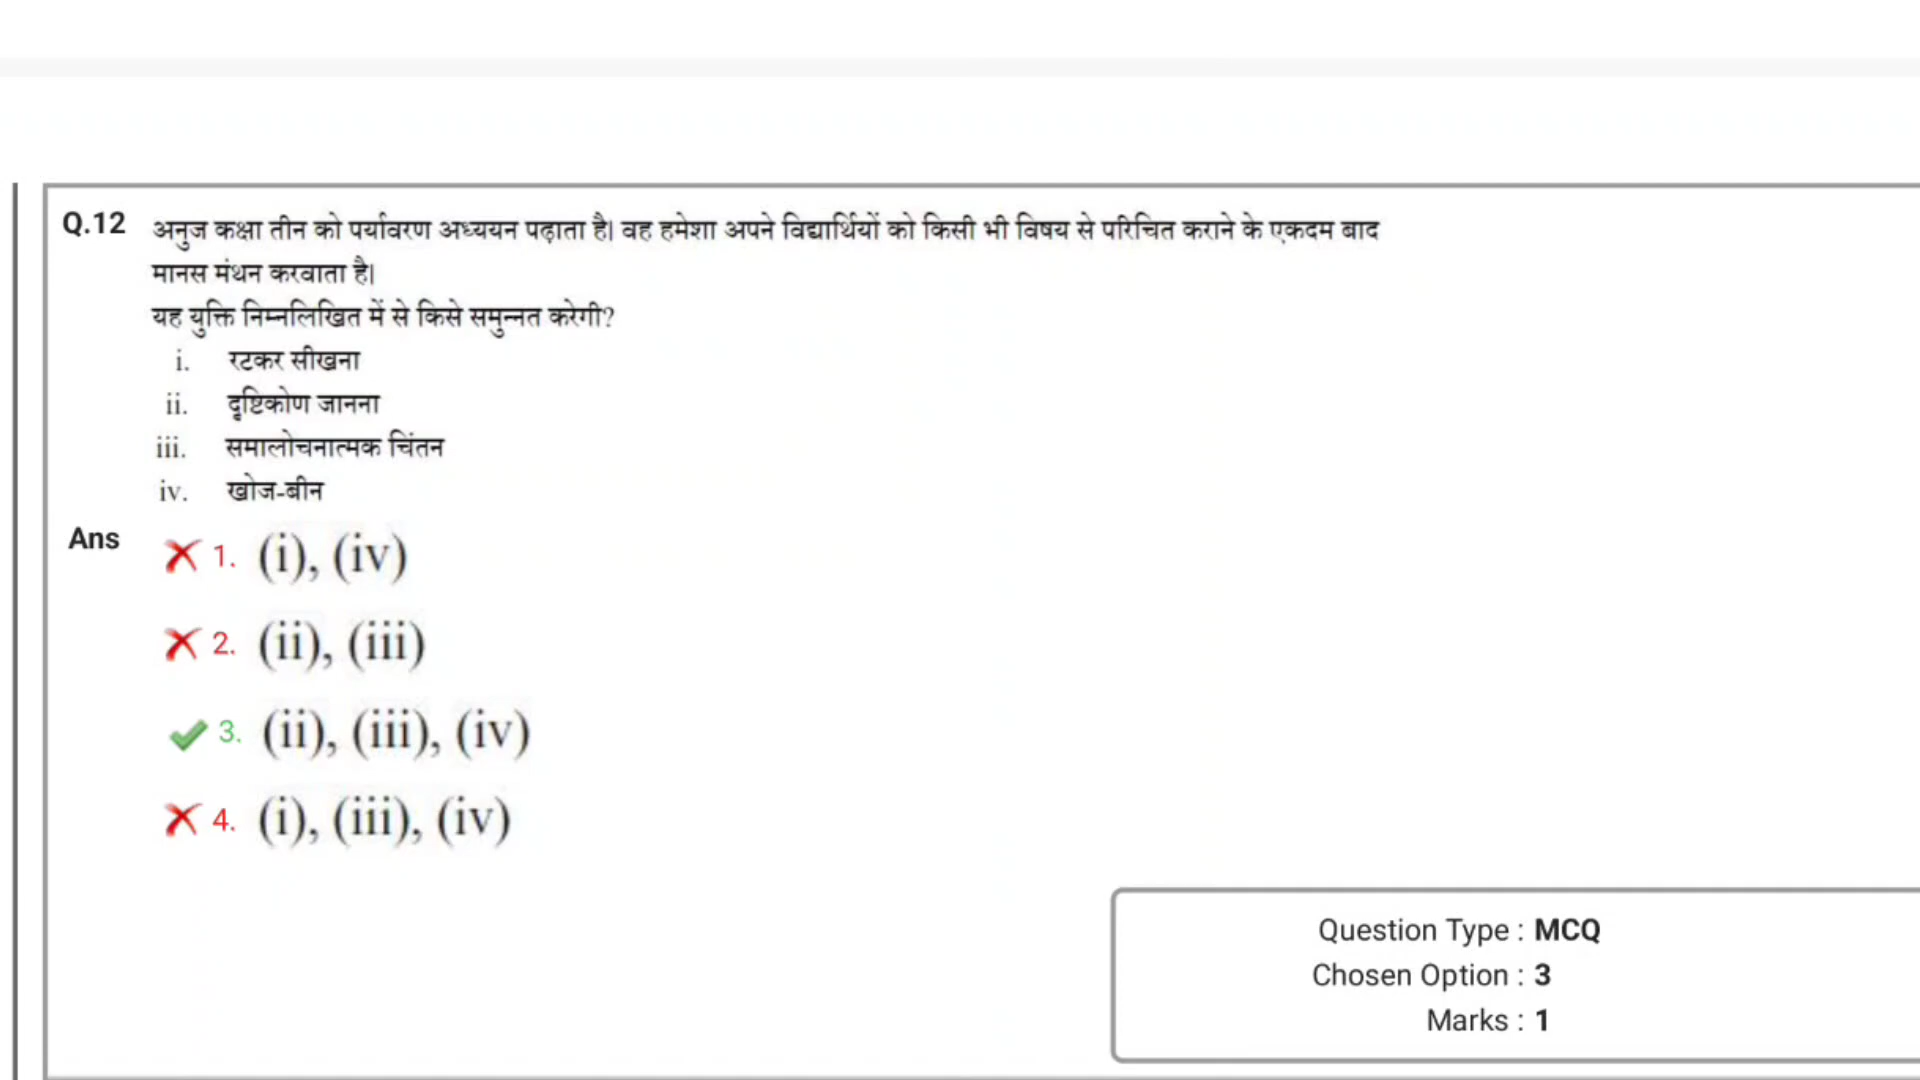 Q.12 अनुज कक्षा तीन को पर्यावरण अध्ययन पढ़ाता है। वह हमेशा अपने विद्यार्थियों को किसी भी विषय से परिचित कराने के एकदम बाद
मानस मंथन करवाता है।
यह युक्ति निम्नलिखित में से किसे समुन्नत करेगी?
i. रटकर सीखना
ii. दृष्टिकोण जानना
iii. समालोचनात्मक चिंतन
iv. खोज-बीन
Ans 1. (i), (iv)
2. (ii), (iii)
3. (ii), (iii), (iv)
4. (i), (iii), (iv)
Question Type : MCQ
Chosen Option : 3
Marks : 1